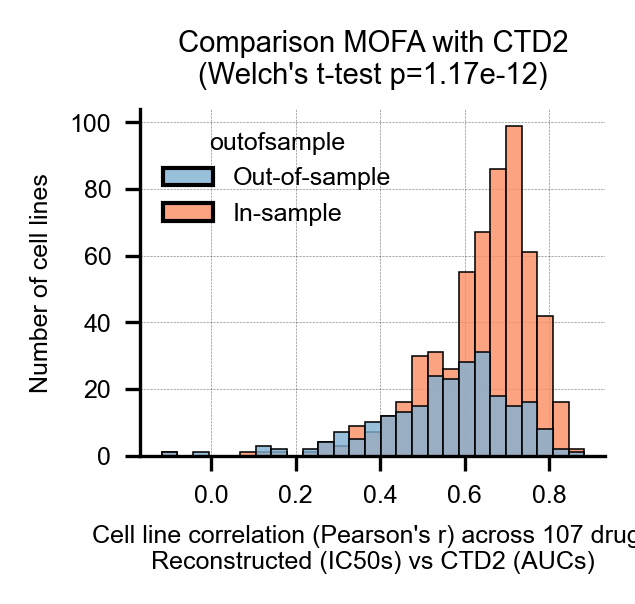 Comparison MOFA with CTD2
(Welch's t-test p=1.17e-12)
100
80
60
40
20
0
Number of cell lines
outofsample
Out-of-sample
In-sample
0.0 0.2 0.4 0.6 0.8
Cell line correlation (Pearson's r) across 107 drug
Reconstructed (IC50s) vs CTD2 (AUCs)